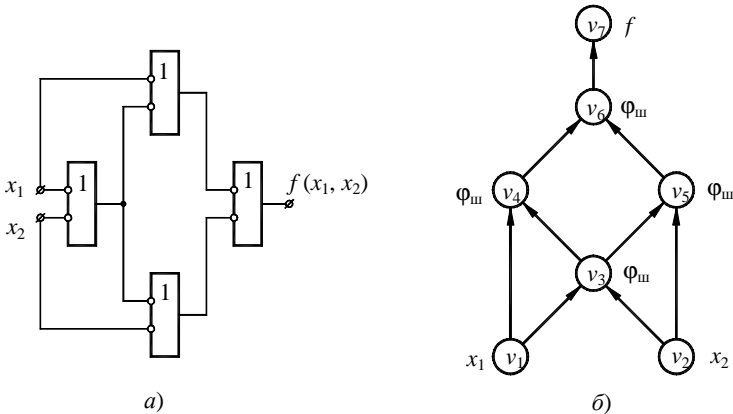 1
x₁
x₂
1
1
f (x₁, x₂)
1
а)
v₇ f
v₆ φш
φш v₄
v₅ φш
v₃ φш
x₁ v₁
v₂ x₂
б)